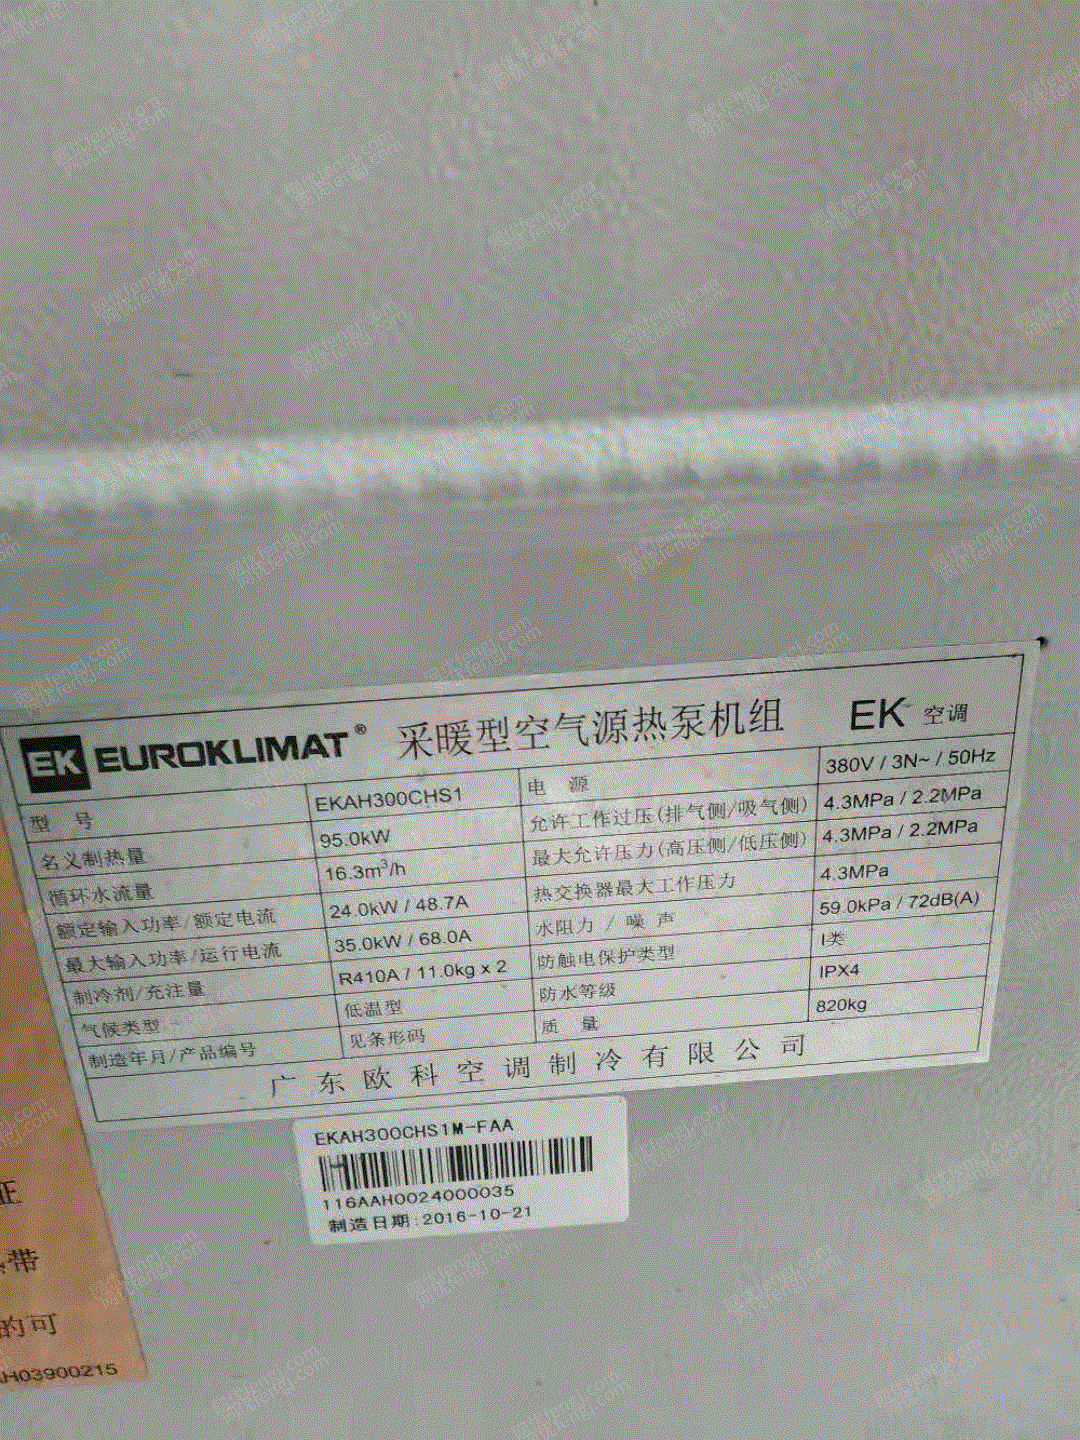 EK EUROKLIMAT® 采暖型空气源热泵机组 EK 空调
型 号 EKAH300CHS1 电 源 380V / 3N~ / 50Hz
名义制热量 95.0kW 允许工作过压(排气侧/吸气侧) 4.3MPa / 2.2MPa
循环水流量 16.3m³/h 最大允许压力(高压侧/低压侧) 4.3MPa / 2.2MPa
额定输入功率/额定电流 24.0kW / 48.7A 热交换器最大工作压力 4.3MPa
最大输入功率/运行电流 35.0kW / 68.0A 水阻力 / 噪 声 59.0kPa / 72dB(A)
制冷剂/充注量 R410A / 11.0kg x 2 防触电保护类型 I类
气候类型 低温型 防水等级 IPX4
制造年月/产品编号 见条形码 质 量 820kg
广东欧科空调制冷有限公司
EKAH300CHS1M-FAA
116AAH0024000035
制造日期:2016-10-21
证
带
的可
AH03900215